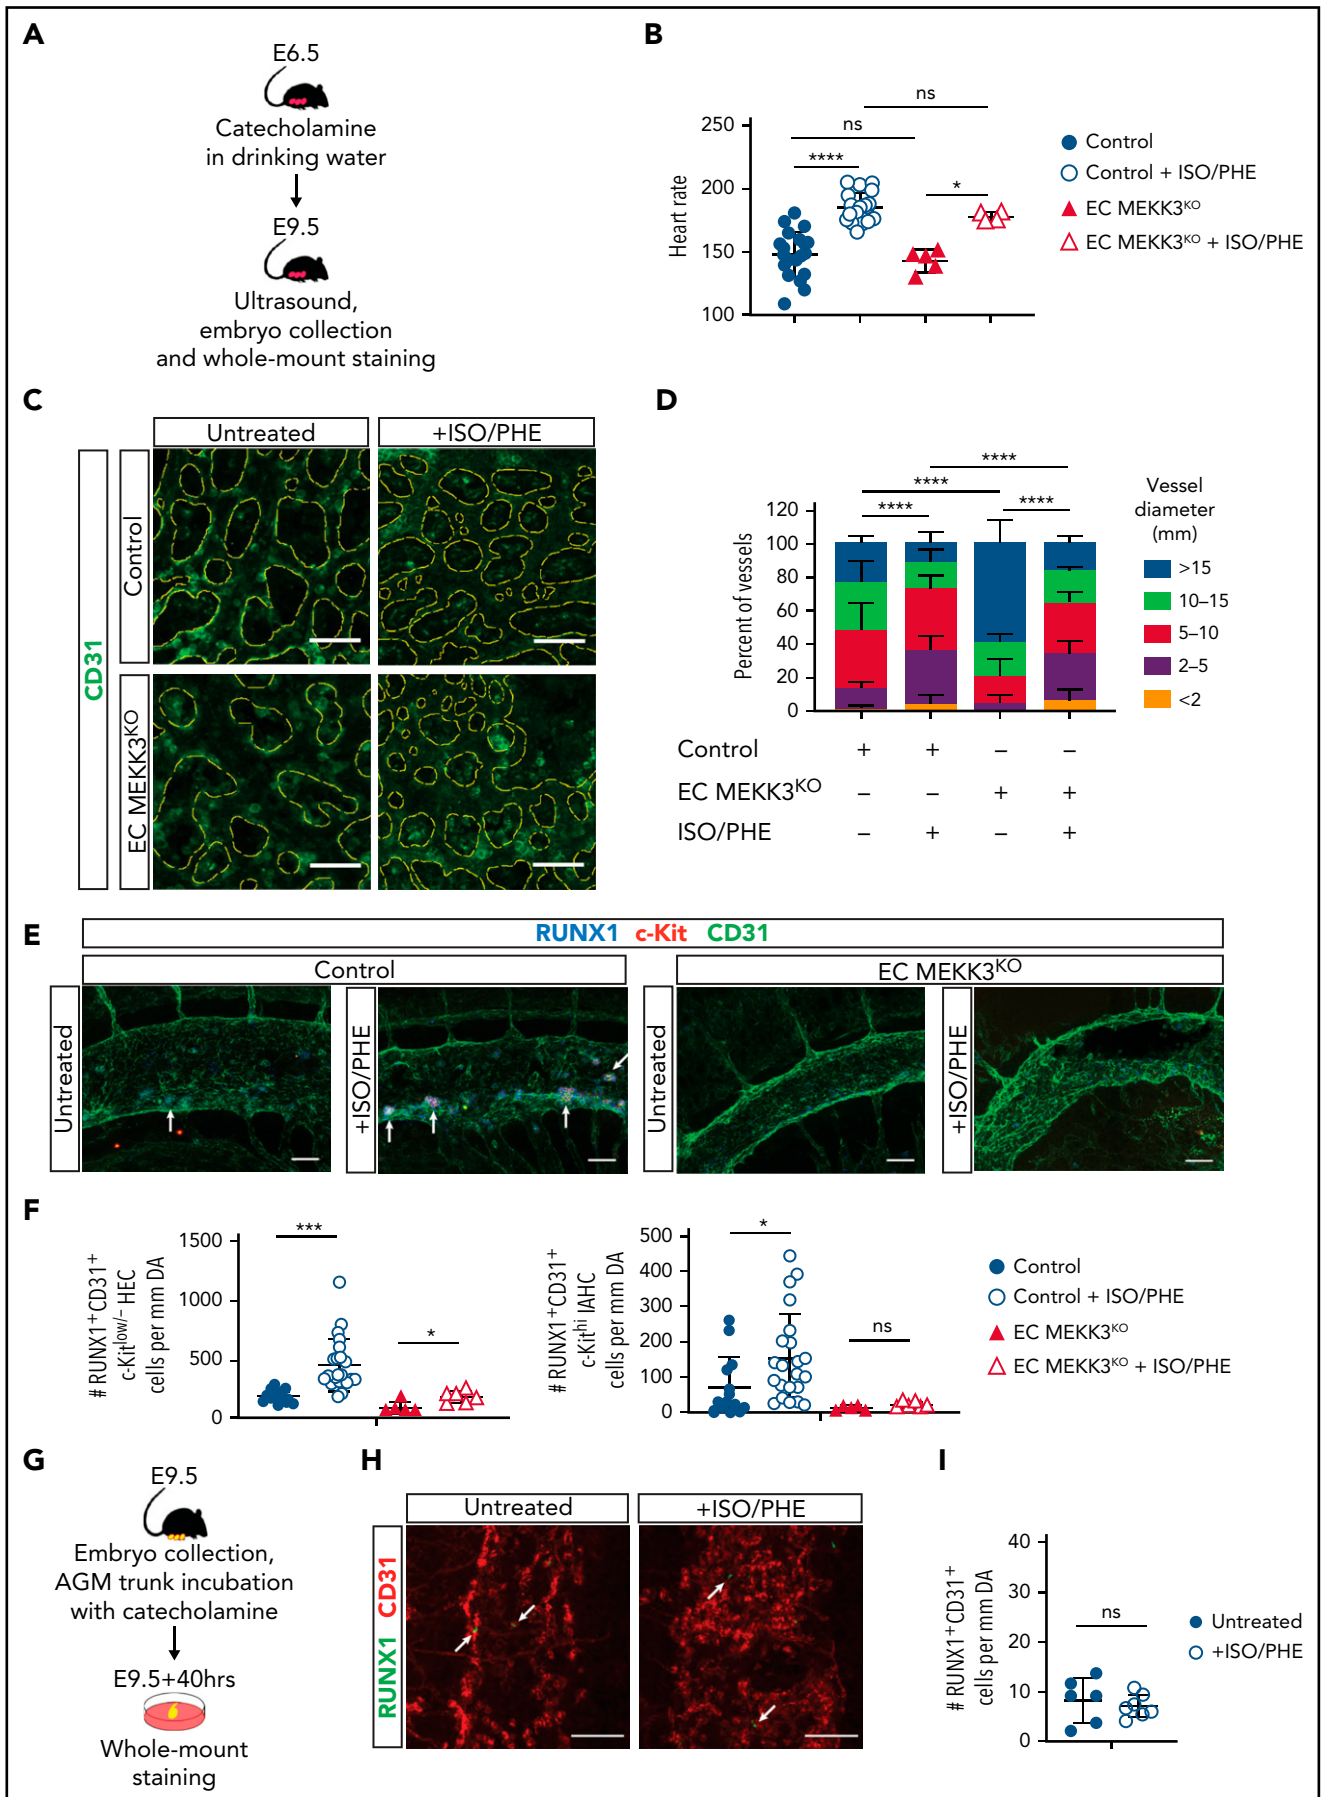 A
E6.5
Catecholamine
in drinking water
E9.5
Ultrasound,
embryo collection
and whole-mount staining
B
ns
ns
****
*
250
200
150
100
Heart rate
Control
Control + ISO/PHE
EC MEKK3KO
EC MEKK3KO + ISO/PHE
C
Untreated
+ISO/PHE
CD31
Control
EC MEKK3KO
D
****
****
****
****
120
100
80
60
40
20
0
Percent of vessels
Vessel
diameter
(mm)
>15
10–15
5–10
2–5
<2
Control + + – –
EC MEKK3KO – – + +
ISO/PHE – + – +
E
RUNX1 c-Kit CD31
Control
EC MEKK3KO
Untreated
+ISO/PHE
Untreated
+ISO/PHE
F
# RUNX1+CD31+
c-Kitlow/– HEC
cells per mm DA
1500
1000
500
0
***
*
# RUNX1+CD31+
c-Kithi IAHC
cells per mm DA
500
400
300
200
100
0
*
ns
Control
Control + ISO/PHE
EC MEKK3KO
EC MEKK3KO + ISO/PHE
G
E9.5
Embryo collection,
AGM trunk incubation
with catecholamine
E9.5+40hrs
Whole-mount
staining
H
Untreated
+ISO/PHE
RUNX1 CD31
I
# RUNX1+CD31+
cells per mm DA
40
30
20
10
0
ns
Untreated
+ISO/PHE